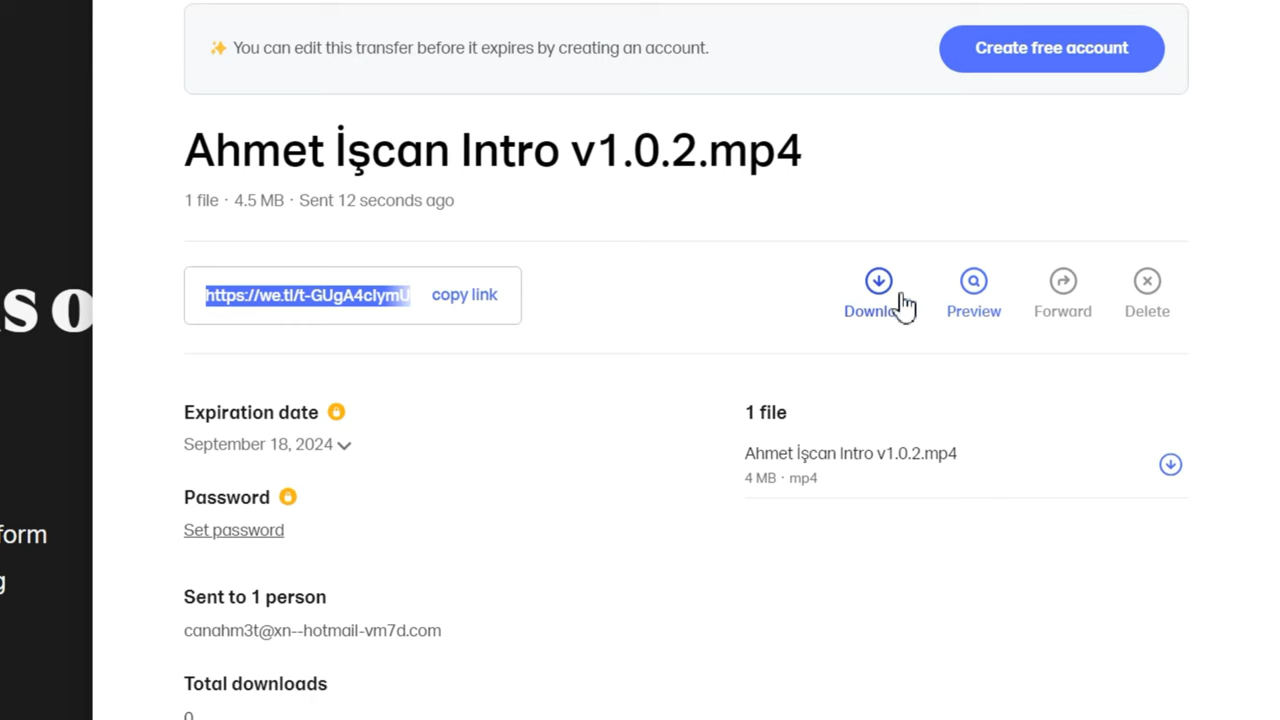 ✨ You can edit this transfer before it expires by creating an account.
Create free account
Ahmet İşcan Intro v1.0.2.mp4
1 file · 4.5 MB · Sent 12 seconds ago
https://we.tl/t-GUgA4cIymU
copy link
Preview
Forward
Delete
s o
Expiration date
September 18, 2024
1 file
Ahmet İşcan Intro v1.0.2.mp4
4 MB · mp4
Password
Set password
form
g
Sent to 1 person
canahm3t@xn--hotmail-vm7d.com
Total downloads
0